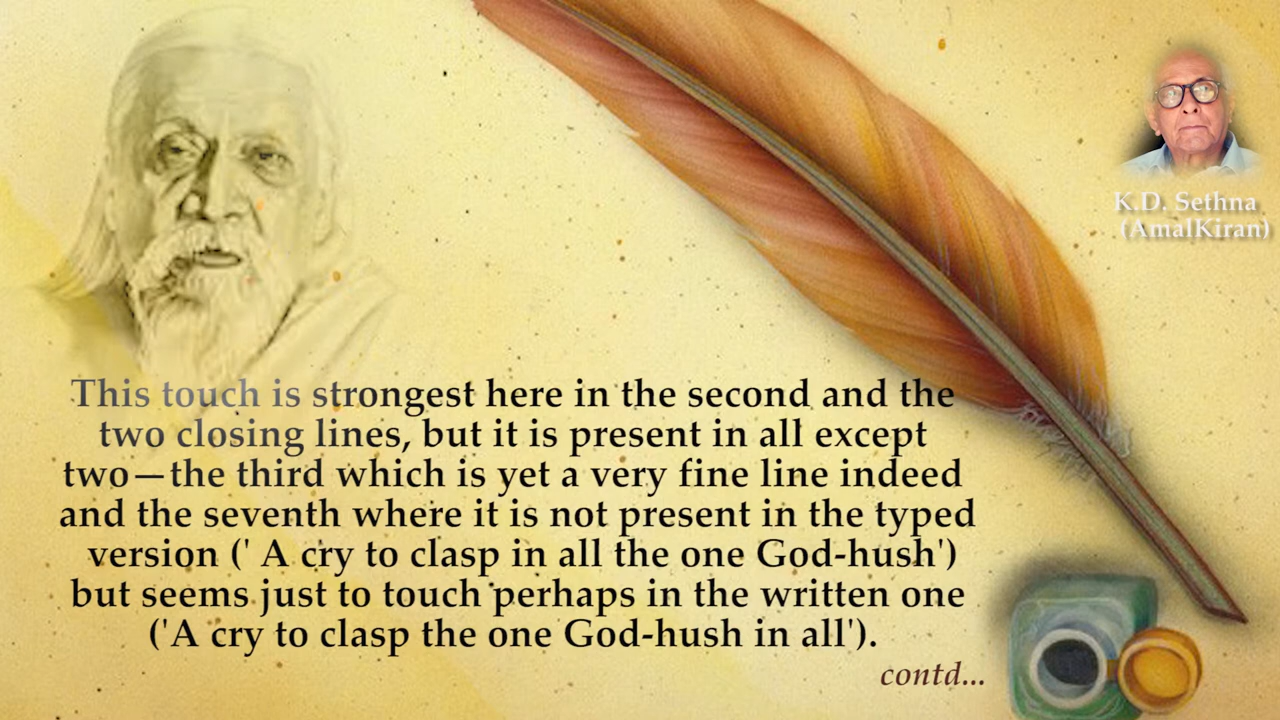 K.D. Sethna
(AmalKiran)
This touch is strongest here in the second and the
two closing lines, but it is present in all except
two—the third which is yet a very fine line indeed
and the seventh where it is not present in the typed
version (' A cry to clasp in all the one God-hush')
but seems just to touch perhaps in the written one
('A cry to clasp the one God-hush in all').
contd...